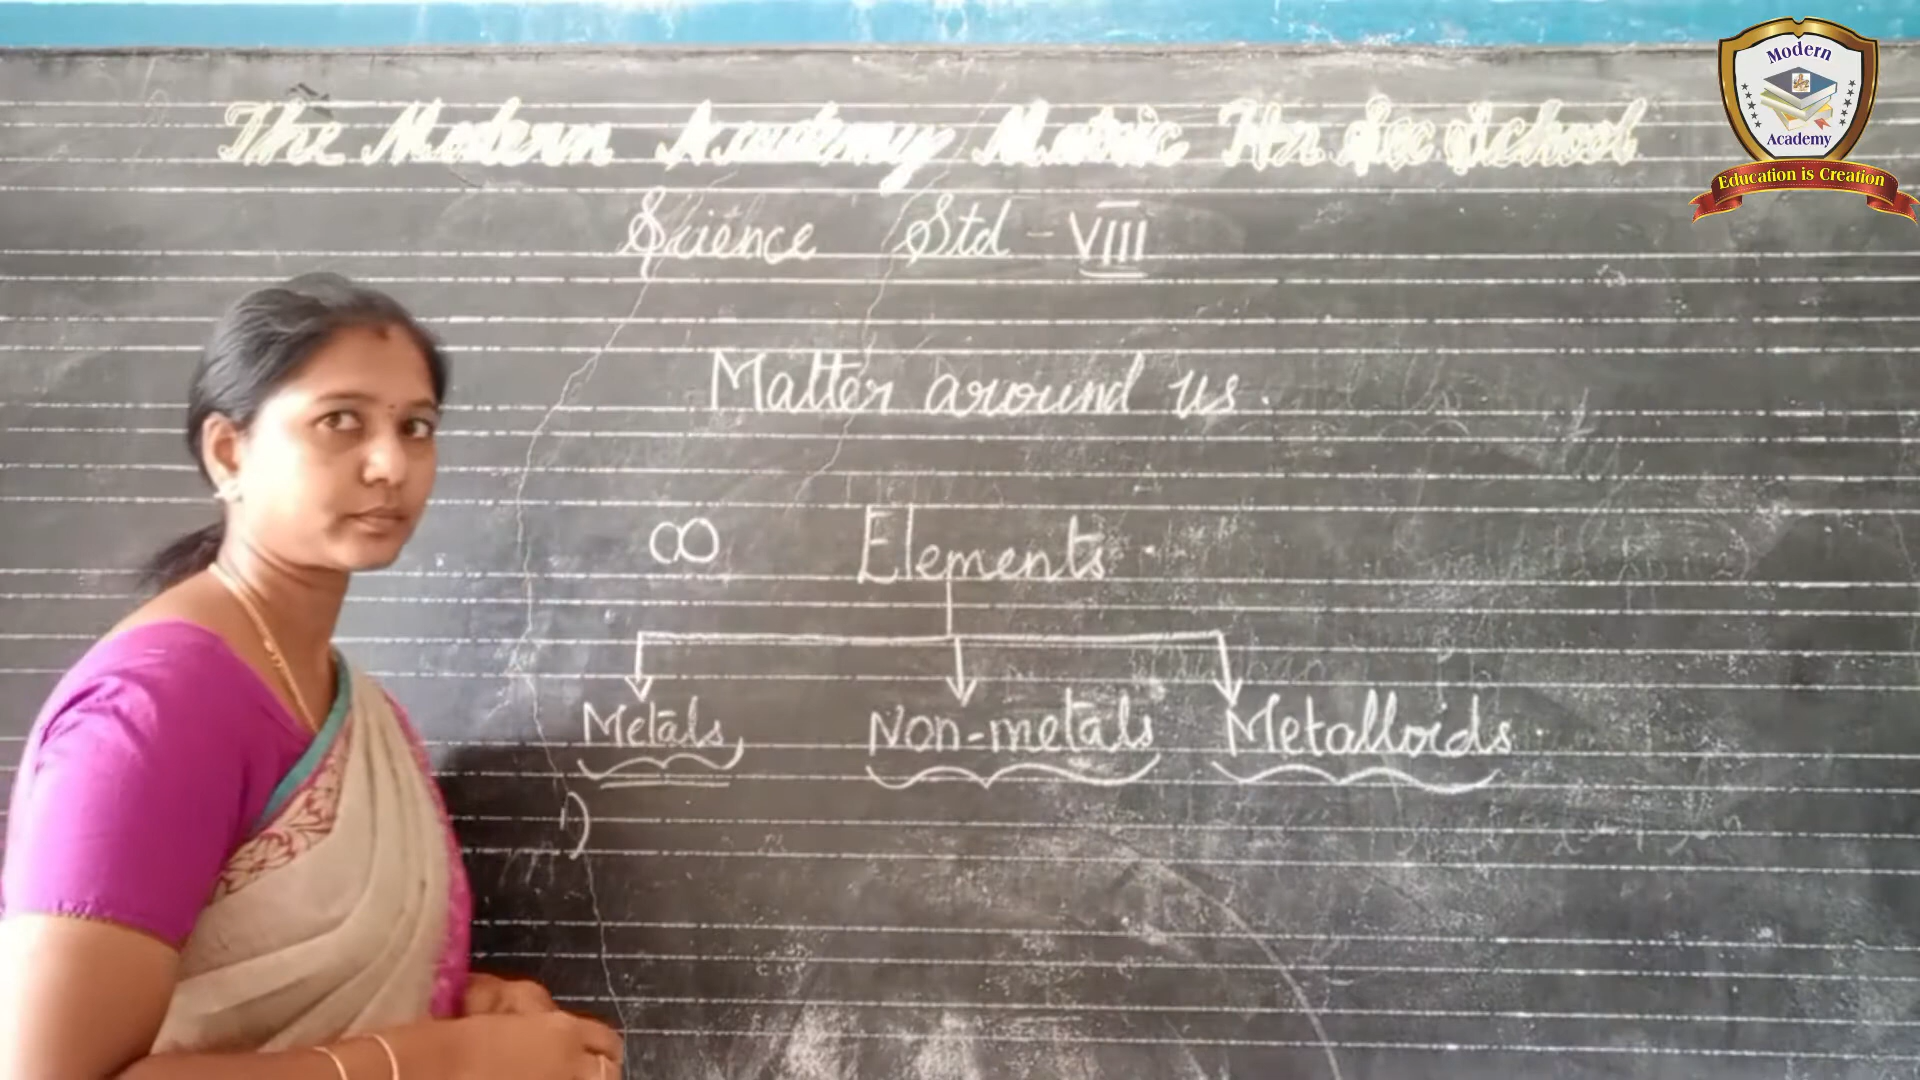 The Modern Academy Matric Hr Sec School
Modern
Academy
Education is Creation
Science Std - VIII
Matter around us.
∞ Elements.
Metals, Non-metals Metalloids.
1)